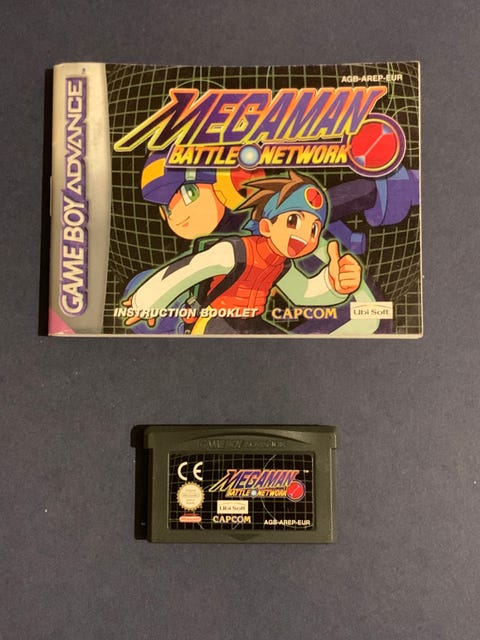 AGB-AREP-EUR
GAME BOY ADVANCE
MEGAMAN
BATTLE NETWORK
INSTRUCTION BOOKLET
CAPCOM
Ubi Soft
GAME BOY ADVANCE
CE
MEGAMAN
BATTLE NETWORK
Ubi Soft
CAPCOM
AGB-AREP-EUR